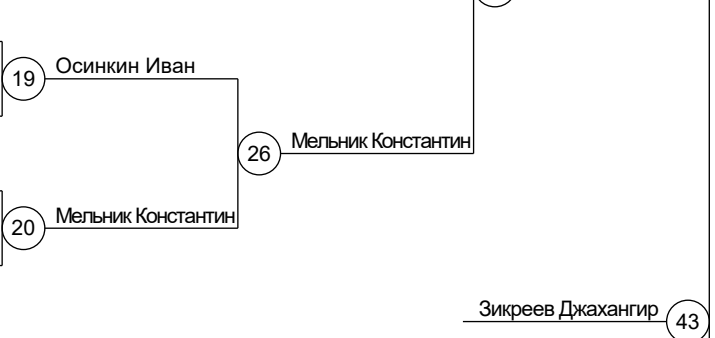 19
Осинкин Иван
26
Мельник Константин
20
Мельник Константин
Зикреев Джахангир
43